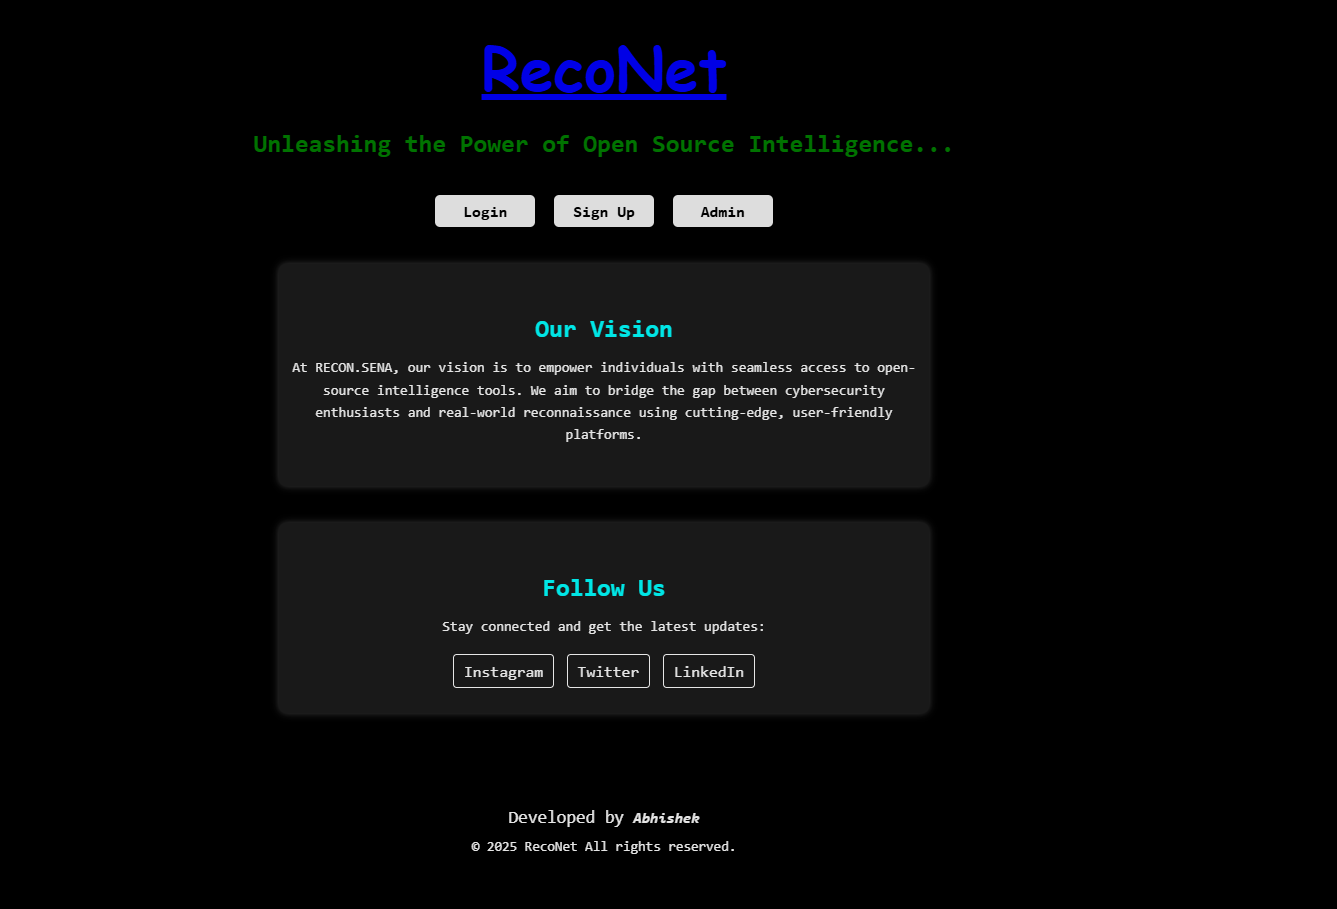 RecoNet
Unleashing the Power of Open Source Intelligence...
Login Sign Up Admin
Our Vision
At RECON.SENA, our vision is to empower individuals with seamless access to open-
source intelligence tools. We aim to bridge the gap between cybersecurity
enthusiasts and real-world reconnaissance using cutting-edge, user-friendly
platforms.
Follow Us
Stay connected and get the latest updates:
Instagram Twitter LinkedIn
Developed by Abhishek
© 2025 RecoNet All rights reserved.